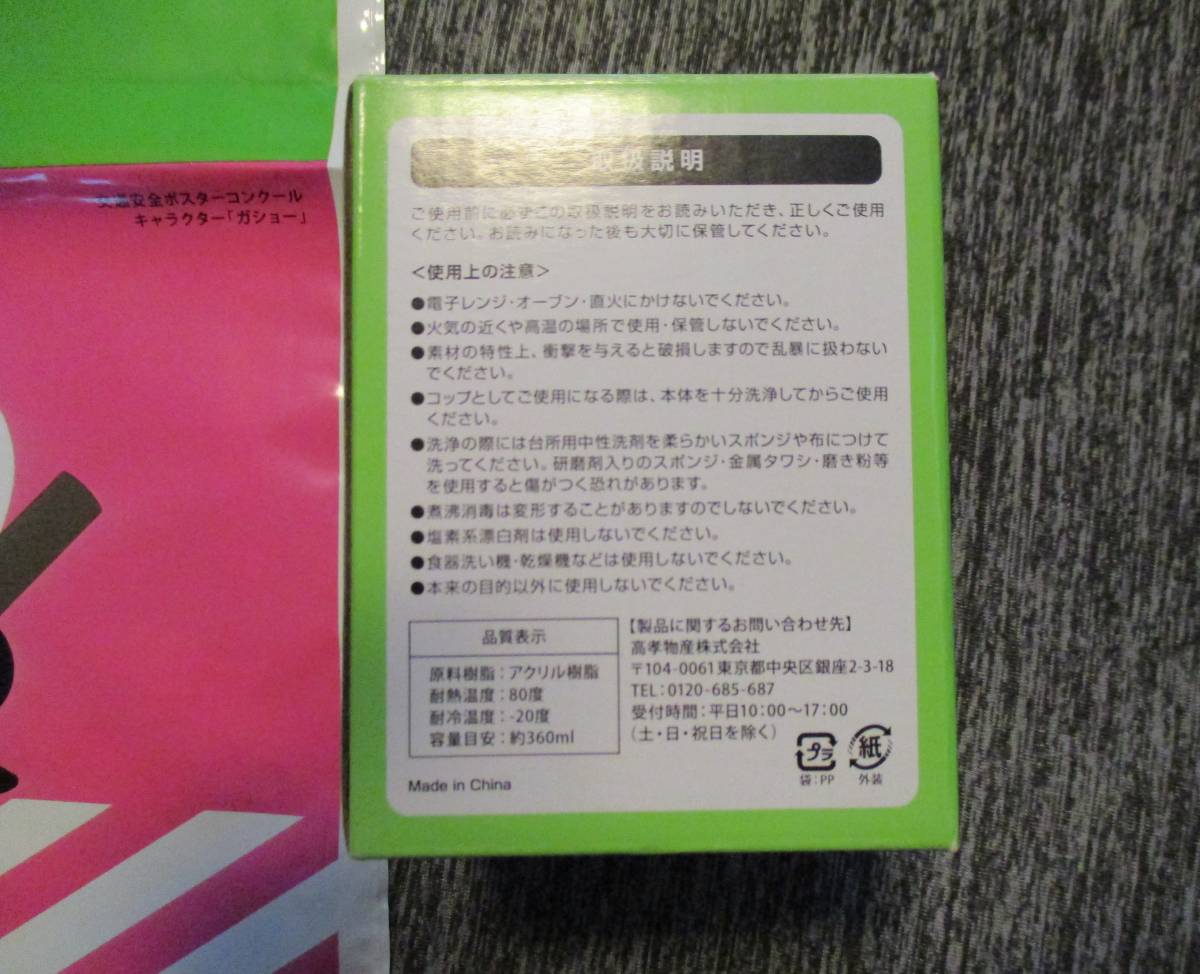 交通安全ポスターコンクール
キャラクター「ガショー」
取扱説明
ご使用前に必ずこの取扱説明をお読みいただき、正しくご使用
ください。お読みになった後も大切に保管してください。
＜使用上の注意＞
●電子レンジ・オーブン・直火にかけないでください。
●火気の近くや高温の場所で使用・保管しないでください。
●素材の特性上、衝撃を与えると破損しますので乱暴に扱わない
でください。
●コップとしてご使用になる際は、本体を十分洗浄してからご使用
ください。
●洗浄の際には台所用中性洗剤を柔らかいスポンジや布につけて
洗ってください。研磨剤入りのスポンジ・金属タワシ・磨き粉等
を使用すると傷がつく恐れがあります。
●煮沸消毒は変形することがありますのでしないでください。
●塩素系漂白剤は使用しないでください。
●食器洗い機・乾燥機などは使用しないでください。
●本来の目的以外に使用しないでください。
品質表示
原料樹脂：アクリル樹脂
耐熱温度：80度
耐冷温度：-20度
容量目安：約360ml
【製品に関するお問い合わせ先】
高孝物産株式会社
〒104-0061 東京都中央区銀座2-3-18
TEL：0120-685-687
受付時間：平日10：00～17：00
（土・日・祝日を除く）
プラ
袋：PP
紙
外装
Made in China